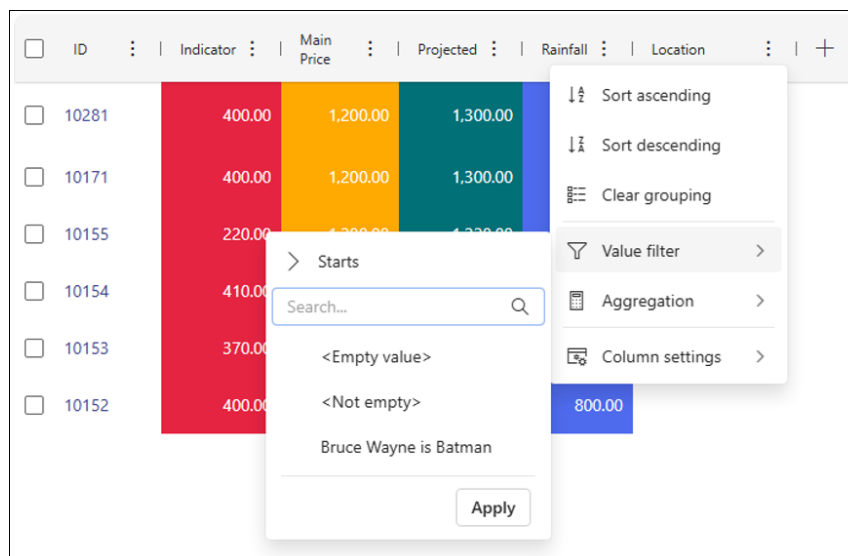 ID
Indicator
Main
Price
Projected
Rainfall
Location
10281 400.00 1,200.00 1,300.00
10171 400.00 1,200.00 1,300.00
10155 220.00
10154 410.00
10153 370.00
10152 400.00 800.00
Sort ascending
Sort descending
Clear grouping
Value filter
Aggregation
Column settings
Starts
Search...
<Empty value>
<Not empty>
Bruce Wayne is Batman
Apply